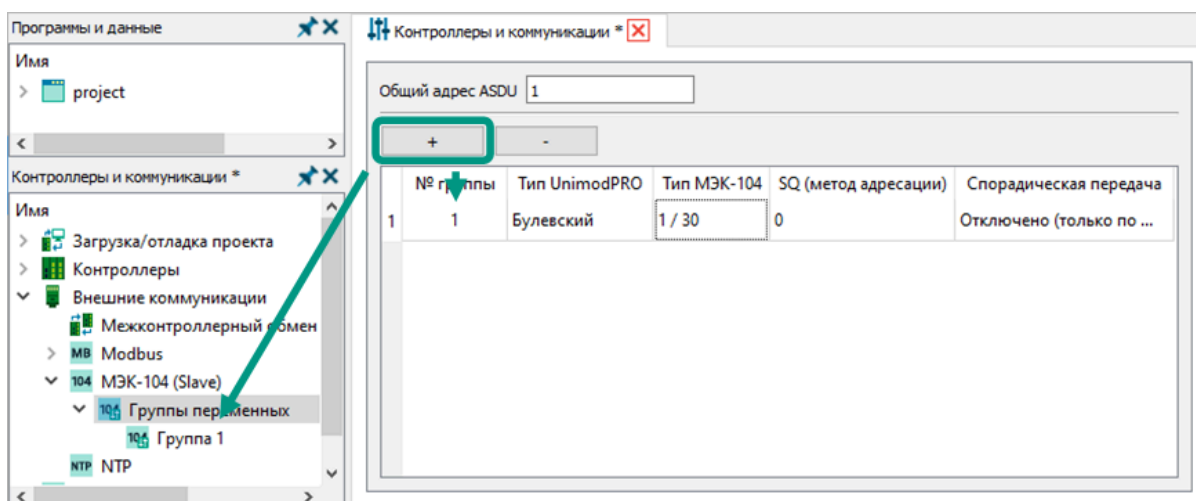 Программы и данные
Имя
project
Контроллеры и коммуникации *
Имя
Загрузка/отладка проекта
Контроллеры
Внешние коммуникации
Межконтроллерный обмен
MB Modbus
104 МЭК-104 (Slave)
104 Группы переменных
104 Группа 1
NTP NTP
Контроллеры и коммуникации *
Общий адрес ASDU 1
+ -
№ группы Тип UnimodPRO Тип МЭК-104 SQ (метод адресации) Спорадическая передача
1 1 Булевский 1 / 30 0 Отключено (только по ...